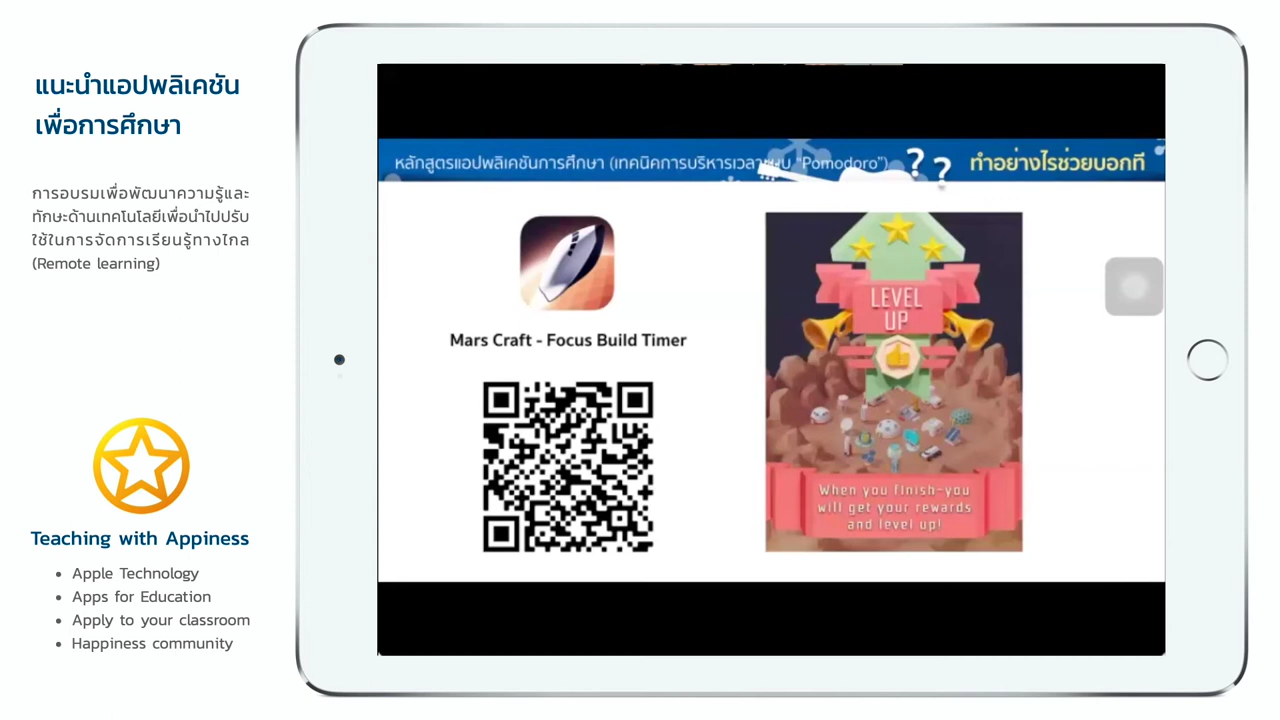 แนะนำแอปพลิเคชัน
เพื่อการศึกษา
การอบรมเพื่อพัฒนาความรู้และ
ทักษะด้านเทคโนโลยีเพื่อนำไปปรับ
ใช้ในการจัดการเรียนรู้ทางไกล
(Remote learning)
Teaching with Appiness
• Apple Technology
• Apps for Education
• Apply to your classroom
• Happiness community
หลักสูตรแอปพลิเคชันการศึกษา (เทคนิคการบริหารเวลาแบบ "Pomodoro") ? ? ทำอย่างไรช่วยบอกที
Mars Craft - Focus Build Timer
LEVEL
UP
When you finish-you
will get your rewards
and level up!